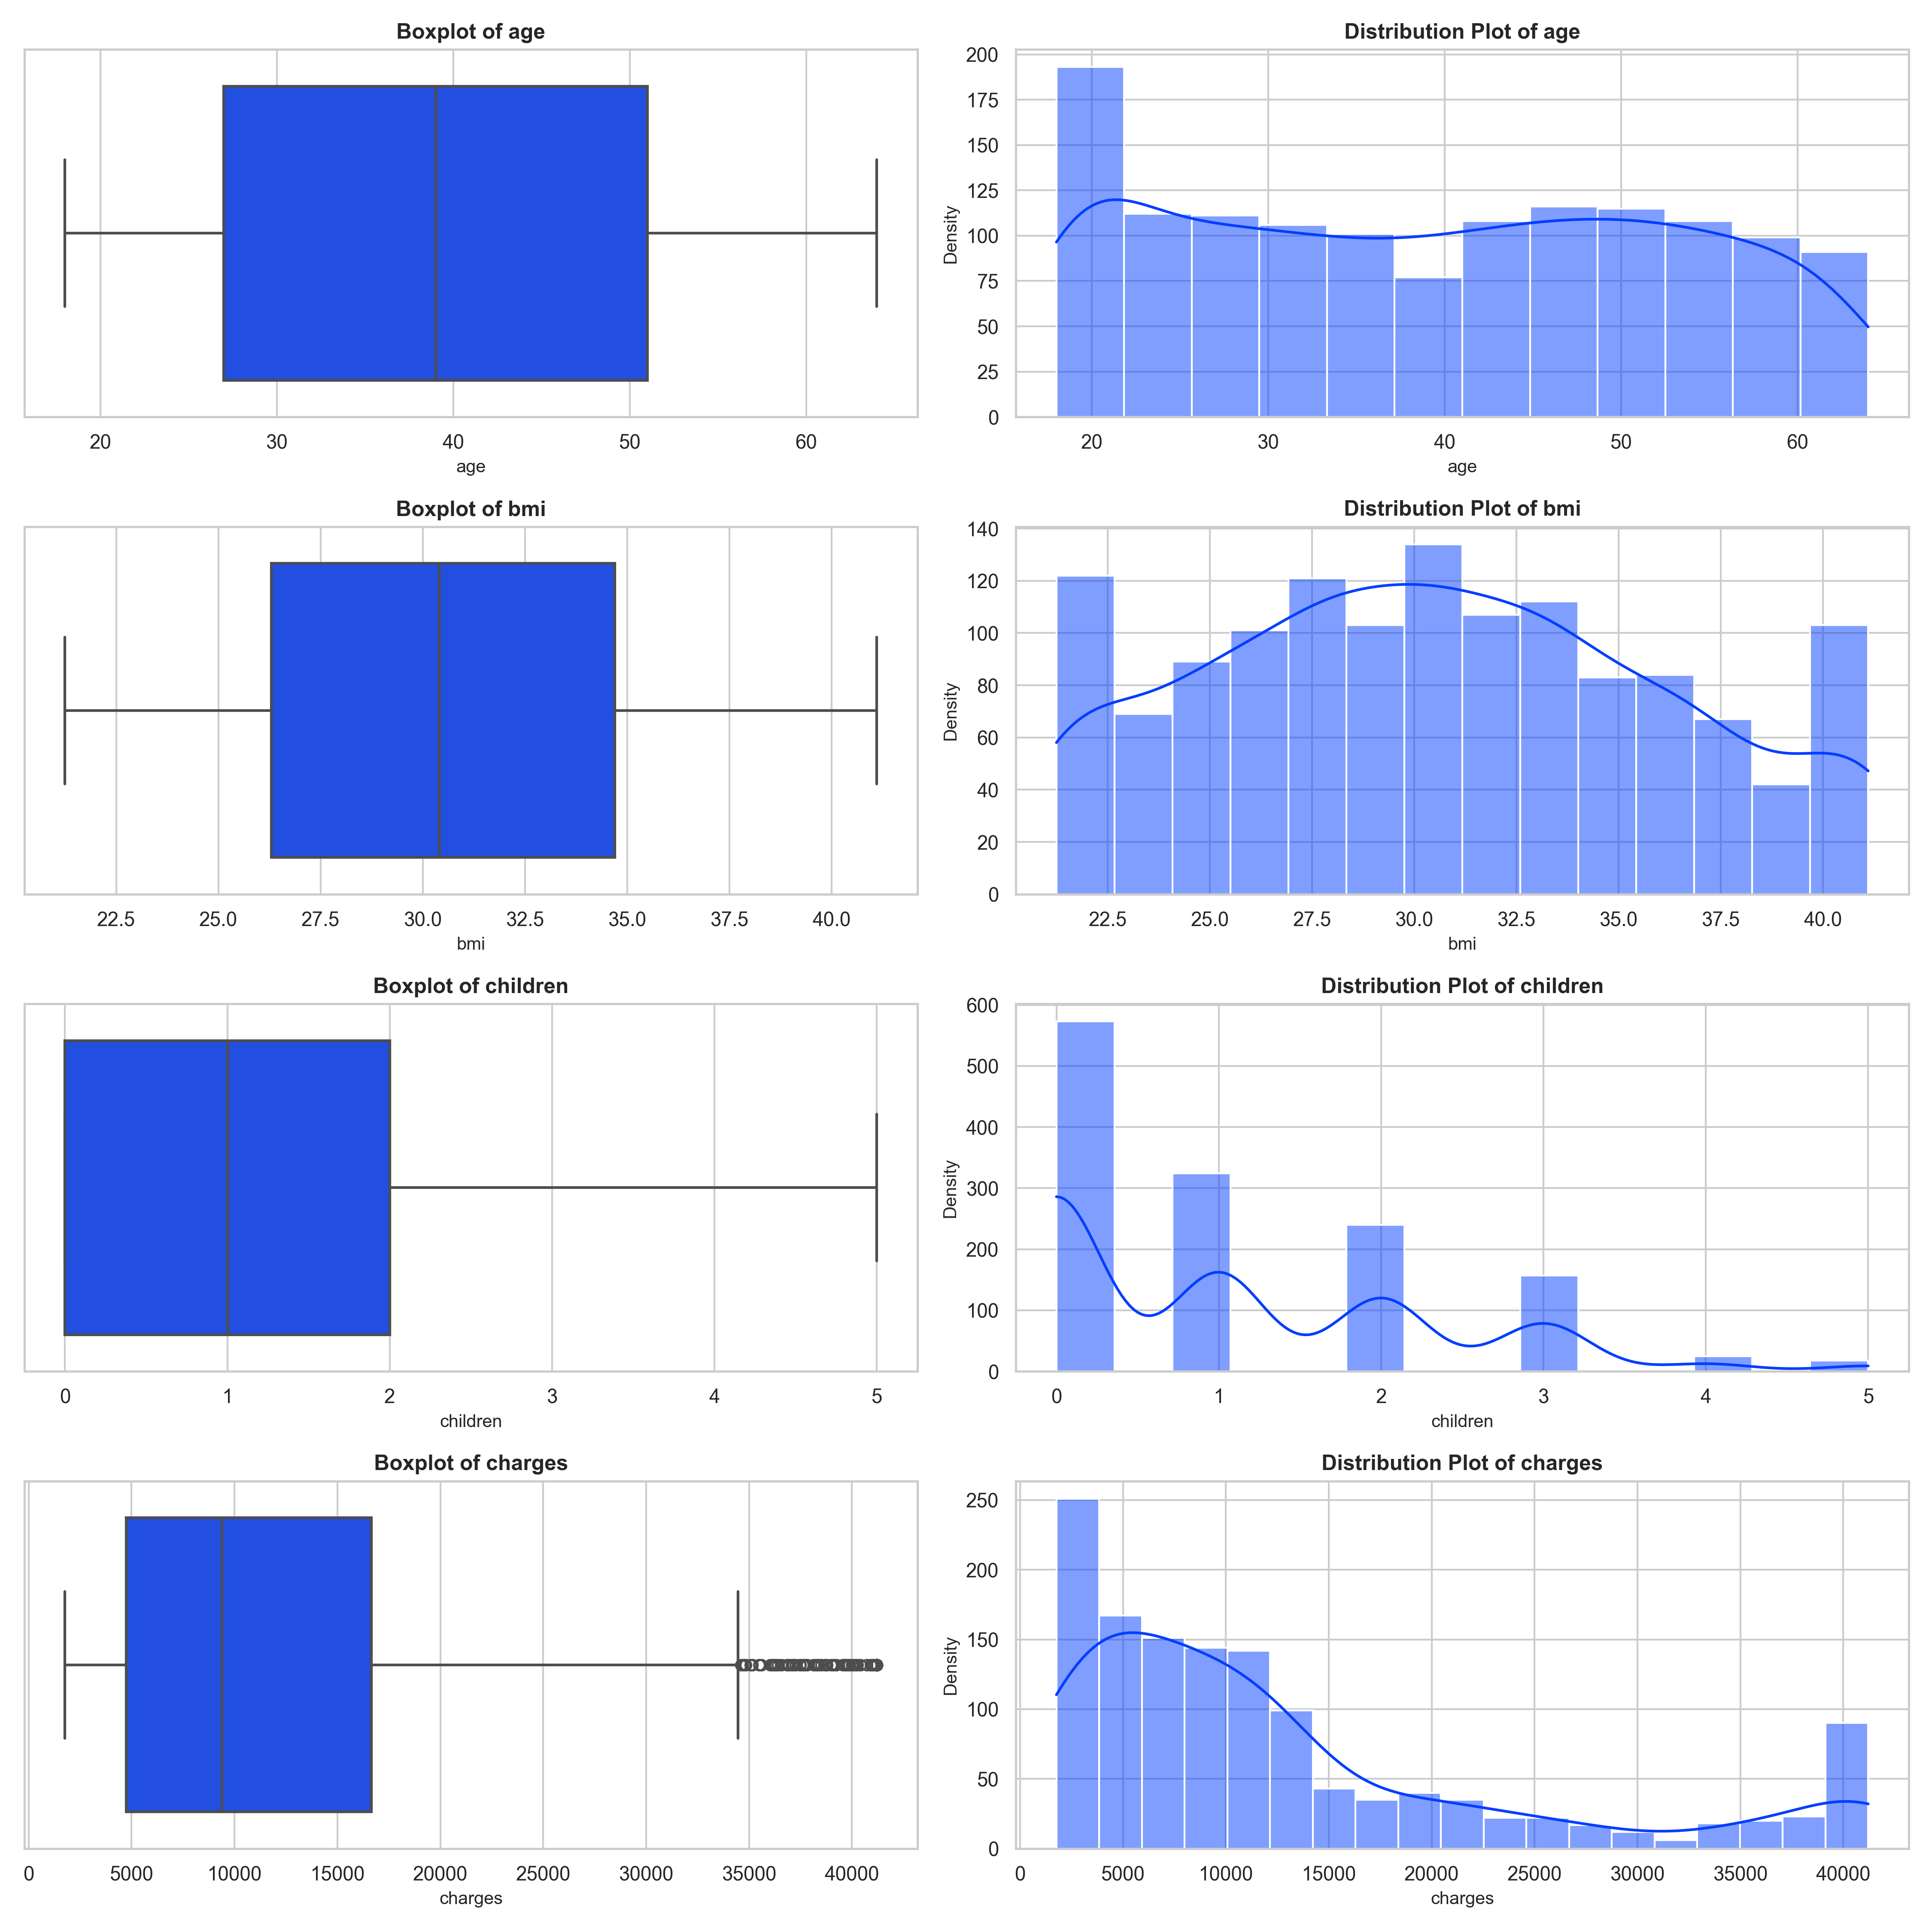 Boxplot of age
20 30 40 50 60
age
Distribution Plot of age
Density
200
175
150
125
100
75
50
25
0
20 30 40 50 60
age
Boxplot of bmi
22.5 25.0 27.5 30.0 32.5 35.0 37.5 40.0
bmi
Distribution Plot of bmi
Density
140
120
100
80
60
40
20
0
22.5 25.0 27.5 30.0 32.5 35.0 37.5 40.0
bmi
Boxplot of children
0 1 2 3 4 5
children
Distribution Plot of children
Density
600
500
400
300
200
100
0
0 1 2 3 4 5
children
Boxplot of charges
0 5000 10000 15000 20000 25000 30000 35000 40000
charges
Distribution Plot of charges
Density
250
200
150
100
50
0
0 5000 10000 15000 20000 25000 30000 35000 40000
charges